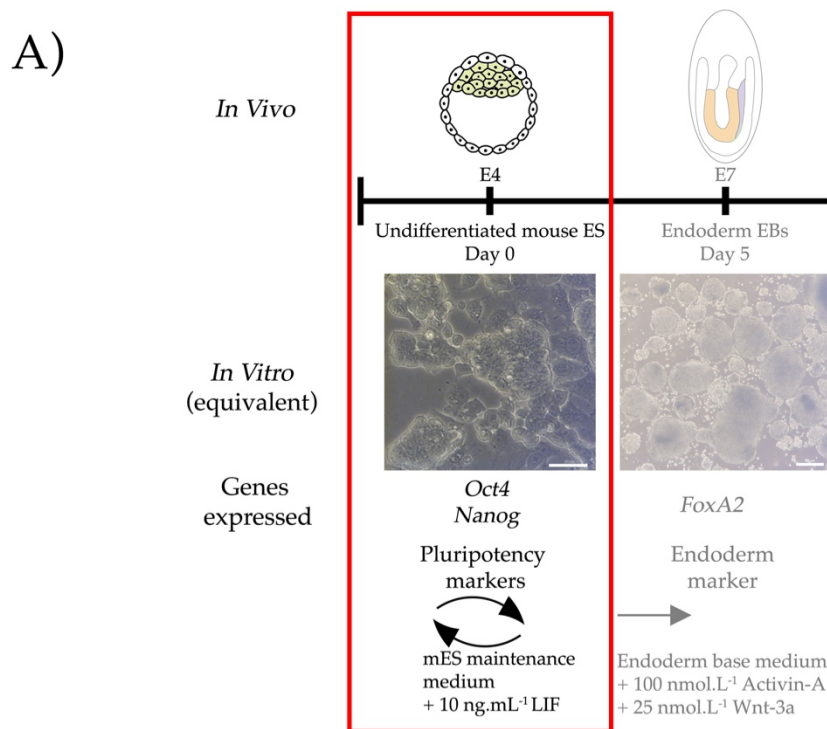 A)
In Vivo
E4
E7
Undifferentiated mouse ES
Day 0
Endoderm EBs
Day 5
In Vitro
(equivalent)
Genes
expressed
Oct4
Nanog
FoxA2
Pluripotency
markers
Endoderm
marker
mES maintenance
medium
+ 10 ng.mL⁻¹ LIF
Endoderm base medium
+ 100 nmol.L⁻¹ Activin-A
+ 25 nmol.L⁻¹ Wnt-3a